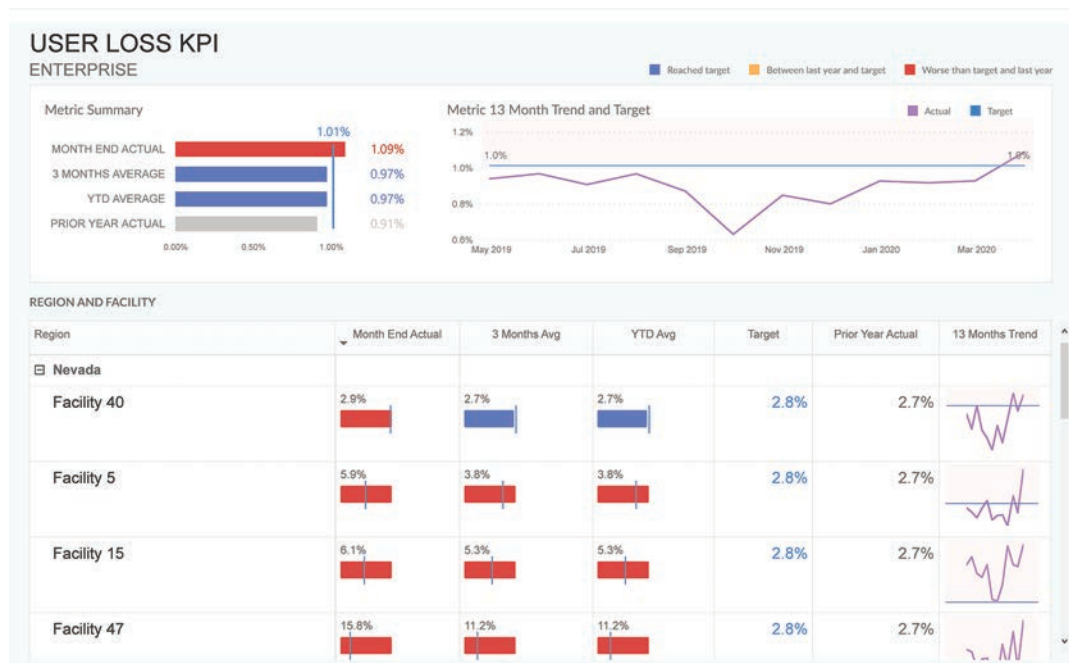 USER LOSS KPI
ENTERPRISE
Reached target Between last year and target Worse than target and last year
Metric Summary
1.01%
MONTH END ACTUAL 1.09%
3 MONTHS AVERAGE 0.97%
YTD AVERAGE 0.97%
PRIOR YEAR ACTUAL 0.91%
0.00% 0.50% 1.00%
Metric 13 Month Trend and Target
Actual Target
1.2%
1.0% 1.0% 1.0%
0.8%
0.6%
May 2019 Jul 2019 Sep 2019 Nov 2019 Jan 2020 Mar 2020
REGION AND FACILITY
Region Month End Actual 3 Months Avg YTD Avg Target Prior Year Actual 13 Months Trend
Nevada
Facility 40 2.9% 2.7% 2.7% 2.8% 2.7%
Facility 5 5.9% 3.8% 3.8% 2.8% 2.7%
Facility 15 6.1% 5.3% 5.3% 2.8% 2.7%
Facility 47 15.8% 11.2% 11.2% 2.8% 2.7%